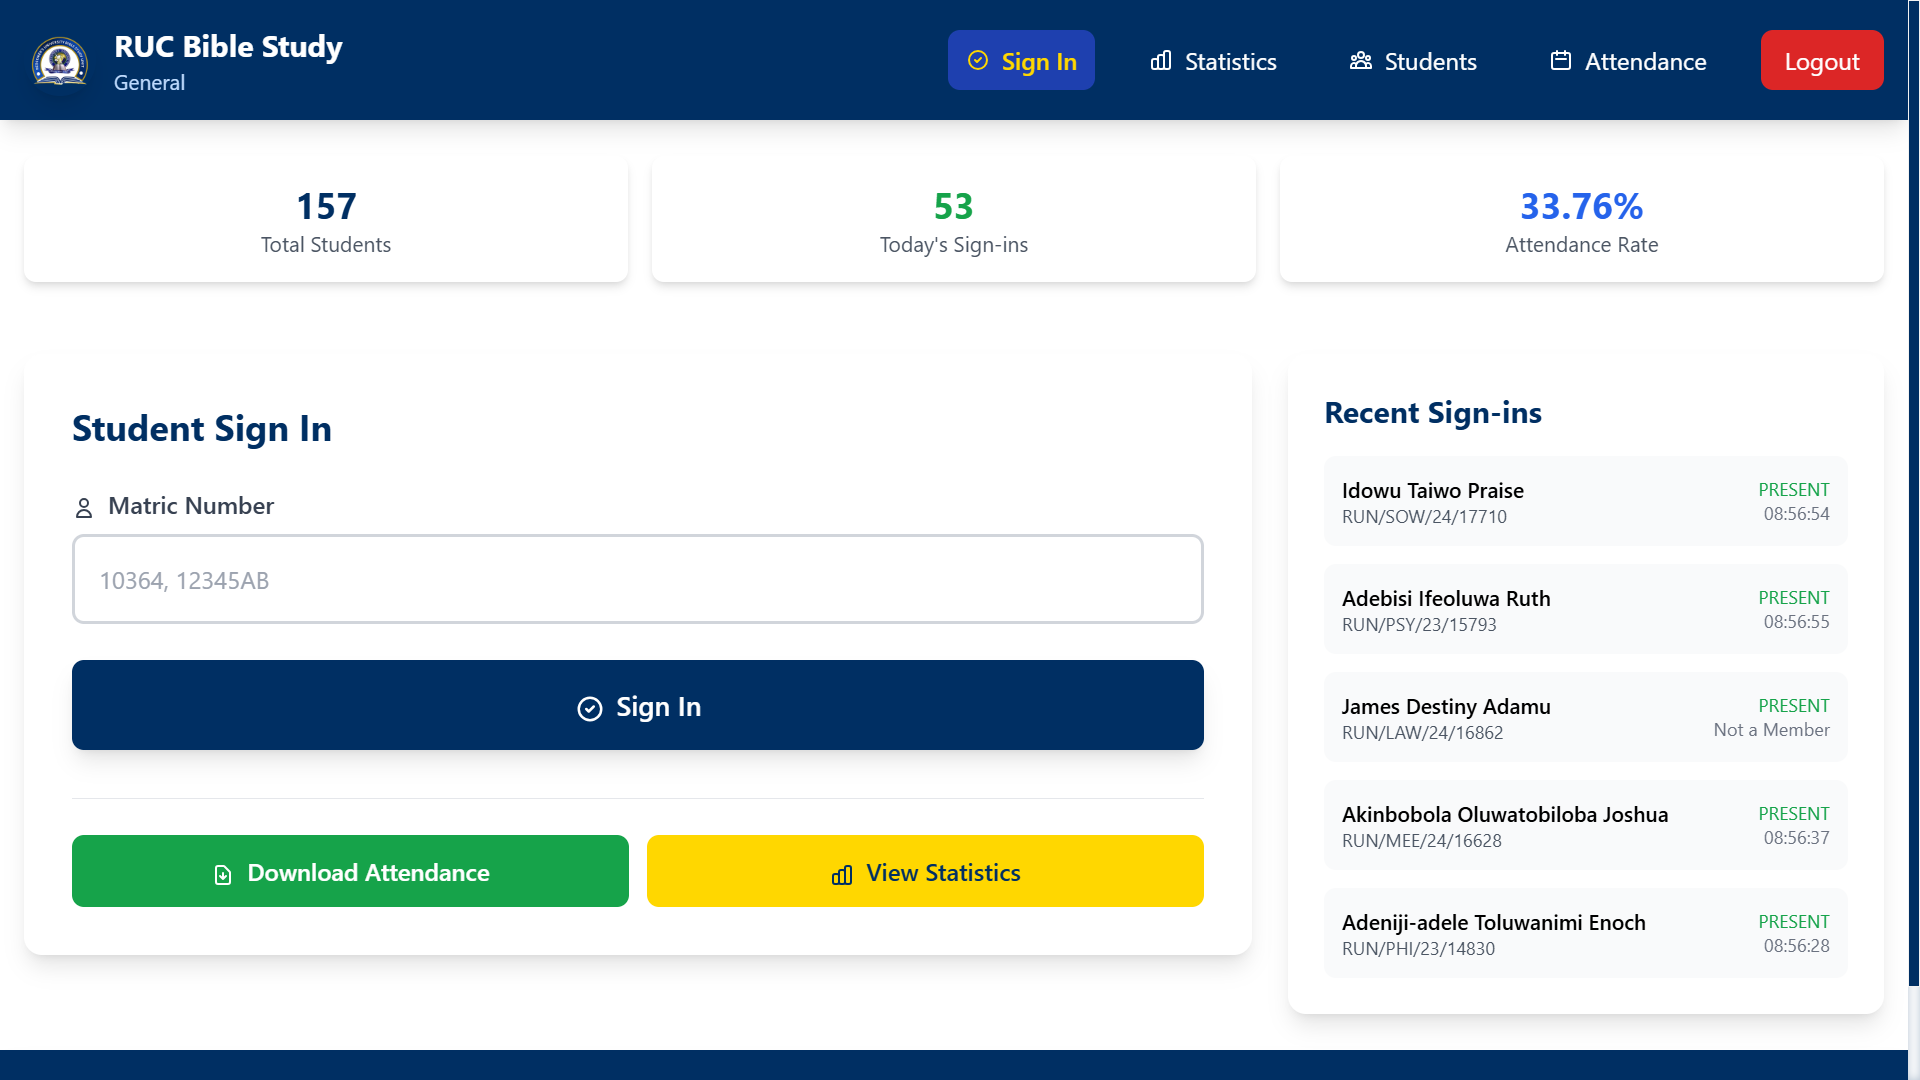 RUC Bible Study
General
Sign In
Statistics
Students
Attendance
Logout
157
Total Students
53
Today's Sign-ins
33.76%
Attendance Rate
Student Sign In
Matric Number
10364, 12345AB
Sign In
Download Attendance
View Statistics
Recent Sign-ins
Idowu Taiwo Praise
PRESENT
RUN/SOW/24/17710
08:56:54
Adebisi Ifeoluwa Ruth
PRESENT
RUN/PSY/23/15793
08:56:55
James Destiny Adamu
PRESENT
RUN/LAW/24/16862
Not a Member
Akinbobola Oluwatobiloba Joshua
PRESENT
RUN/MEE/24/16628
08:56:37
Adeniji-adele Toluwanimi Enoch
PRESENT
RUN/PHI/23/14830
08:56:28